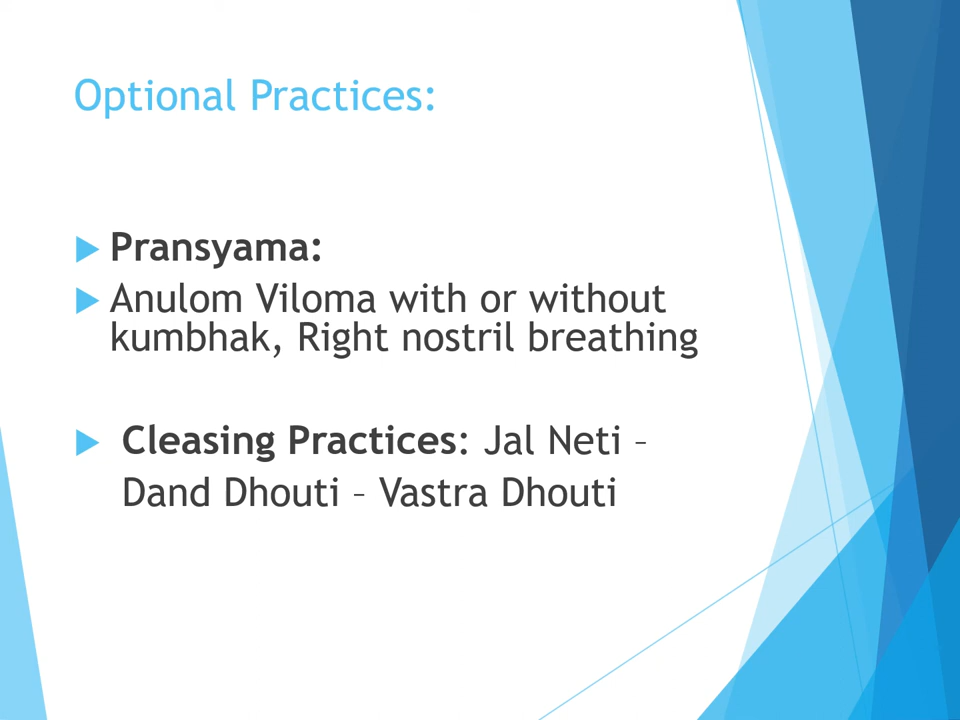 Optional Practices:
Pransyama:
Anulom Viloma with or without
kumbhak, Right nostril breathing
Cleasing Practices: Jal Neti –
Dand Dhouti – Vastra Dhouti